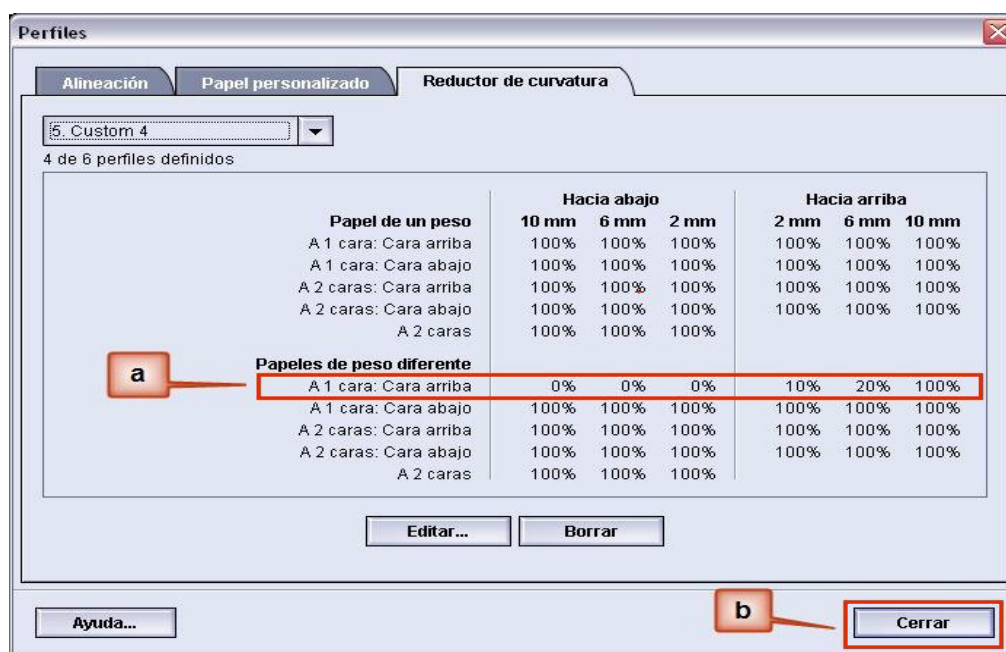 Perfiles
Alineación Papel personalizado Reductor de curvatura
5. Custom 4
4 de 6 perfiles definidos
Hacia abajo Hacia arriba
Papel de un peso 10 mm 6 mm 2 mm 2 mm 6 mm 10 mm
A 1 cara: Cara arriba 100% 100% 100% 100% 100% 100%
A 1 cara: Cara abajo 100% 100% 100% 100% 100% 100%
A 2 caras: Cara arriba 100% 100% 100% 100% 100% 100%
A 2 caras: Cara abajo 100% 100% 100% 100% 100% 100%
A 2 caras 100% 100% 100%
Papeles de peso diferente
a
A 1 cara: Cara arriba 0% 0% 0% 10% 20% 100%
A 1 cara: Cara abajo 100% 100% 100% 100% 100% 100%
A 2 caras: Cara arriba 100% 100% 100% 100% 100% 100%
A 2 caras: Cara abajo 100% 100% 100% 100% 100% 100%
A 2 caras 100% 100% 100%
Editar... Borrar
b
Ayuda... Cerrar